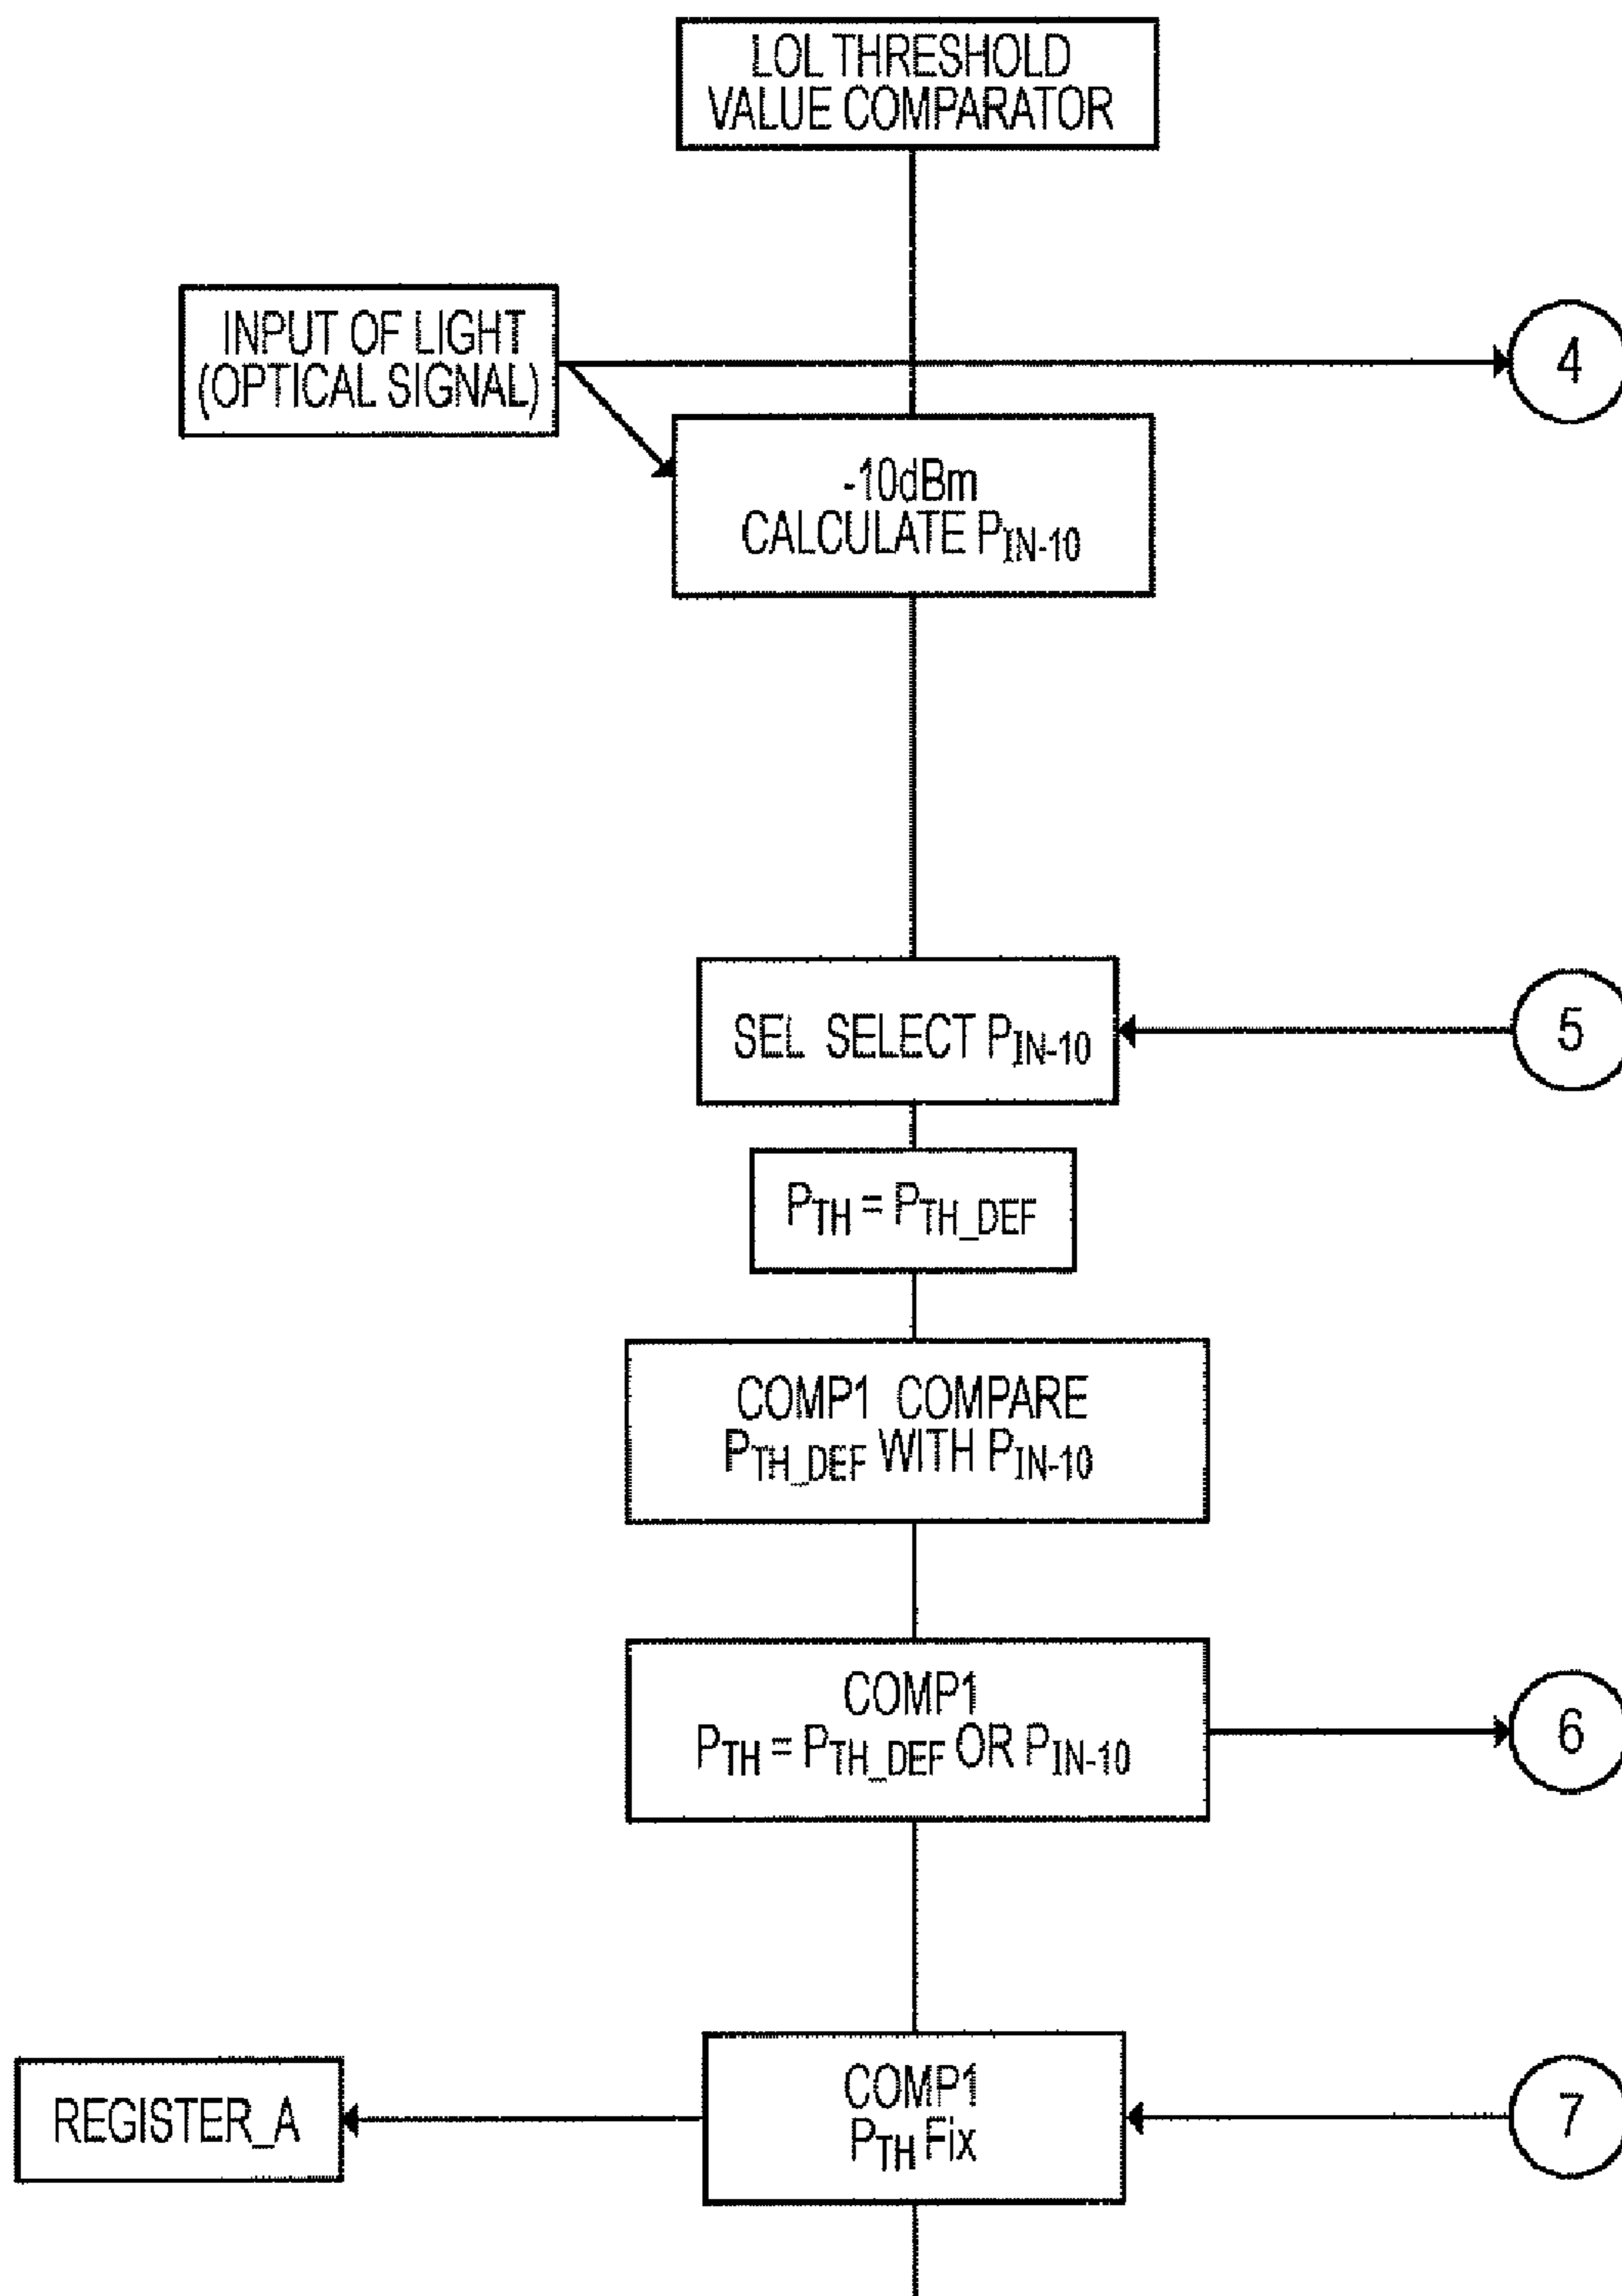 LOL THRESHOLD
VALUE COMPARATOR
INPUT OF LIGHT
(OPTICAL SIGNAL)
4
-10dBm
CALCULATE PIN-10
SEL SELECT PIN-10
5
PTH = PTH_DEF
COMP1 COMPARE
PTH_DEF WITH PIN-10
COMP1
PTH = PTH_DEF OR PIN-10
6
REGISTER_A
COMP1
PTH Fix
7